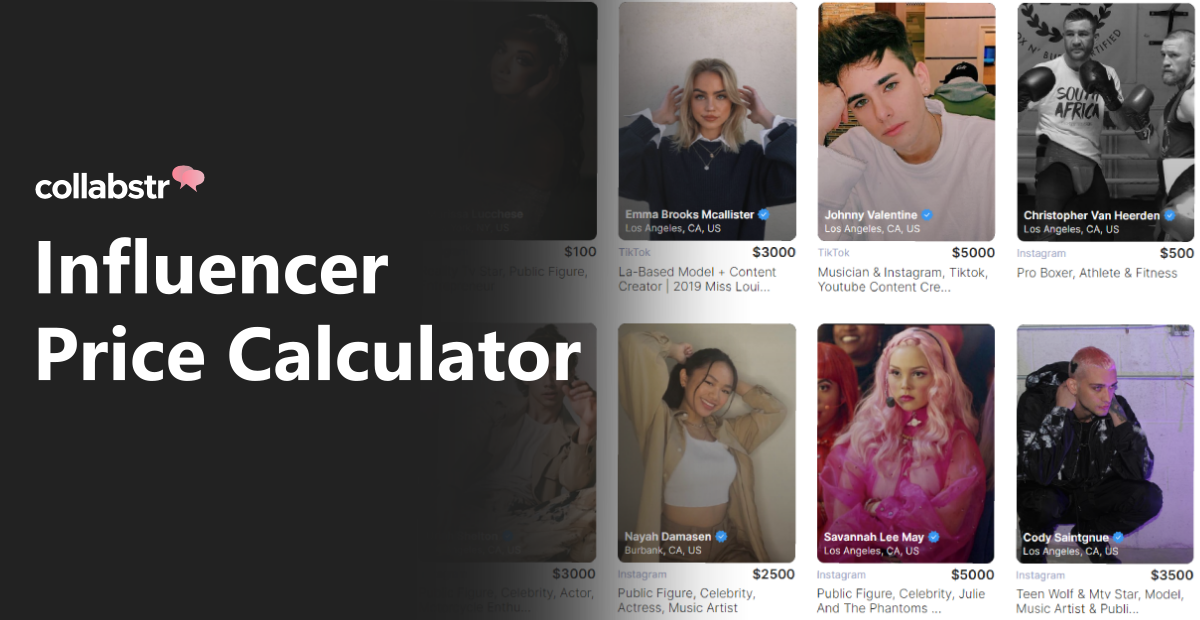 collabstr
Influencer
Price Calculator
$100
Public Figure,
Emma Brooks Mcallister
Los Angeles, CA, US
TikTok $3000
La-Based Model + Content
Creator | 2019 Miss Loui...
Johnny Valentine
Los Angeles, CA, US
TikTok $5000
Musician & Instagram, Tiktok,
Youtube Content Cre...
SOUTH
AFRICA
Christopher Van Heerden
Los Angeles, CA, US
Instagram $500
Pro Boxer, Athlete & Fitness
$3000
Celebrity, Actor,
Nayah Damasen
Burbank, CA, US
Instagram $2500
Public Figure, Celebrity,
Actress, Music Artist
Savannah Lee May
Los Angeles, CA, US
Instagram $5000
Public Figure, Celebrity, Julie
And The Phantoms ...
Cody Saintgnue
Los Angeles, CA, US
Instagram $3500
Teen Wolf & Mtv Star, Model,
Music Artist & Publi...